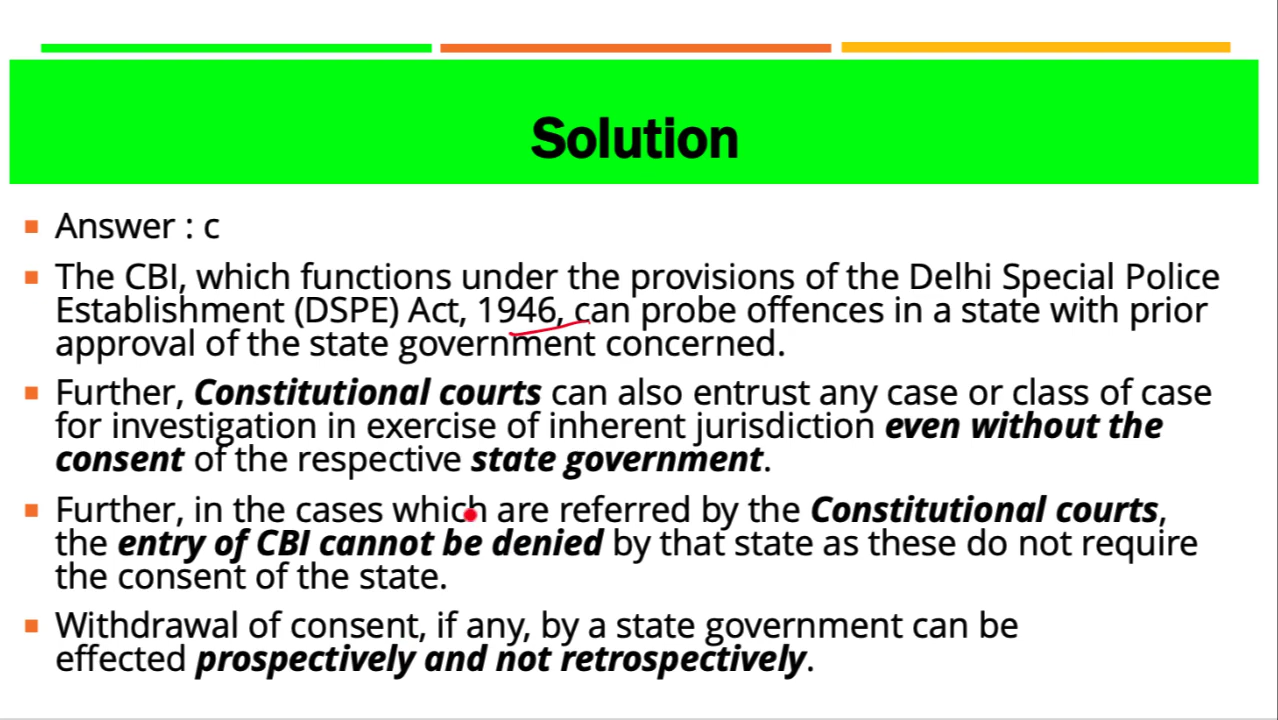 Solution
Answer : c
The CBI, which functions under the provisions of the Delhi Special Police
Establishment (DSPE) Act, 1946, can probe offences in a state with prior
approval of the state government concerned.
Further, Constitutional courts can also entrust any case or class of case
for investigation in exercise of inherent jurisdiction even without the
consent of the respective state government.
Further, in the cases which are referred by the Constitutional courts,
the entry of CBI cannot be denied by that state as these do not require
the consent of the state.
Withdrawal of consent, if any, by a state government can be
effected prospectively and not retrospectively.